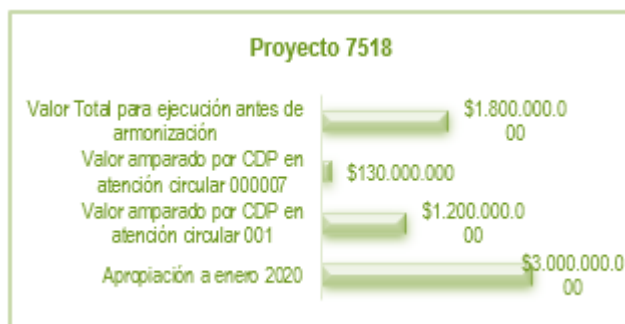 Proyecto 7518
Valor Total para ejecución antes de
armonización
$1.800.000.0
00
Valor amparado por CDP en
atención circular 000007
$130.000.000
Valor amparado por CDP en
atención circular 001
$1.200.000.0
00
Apropiación a enero 2020
$3.000.000.0
00